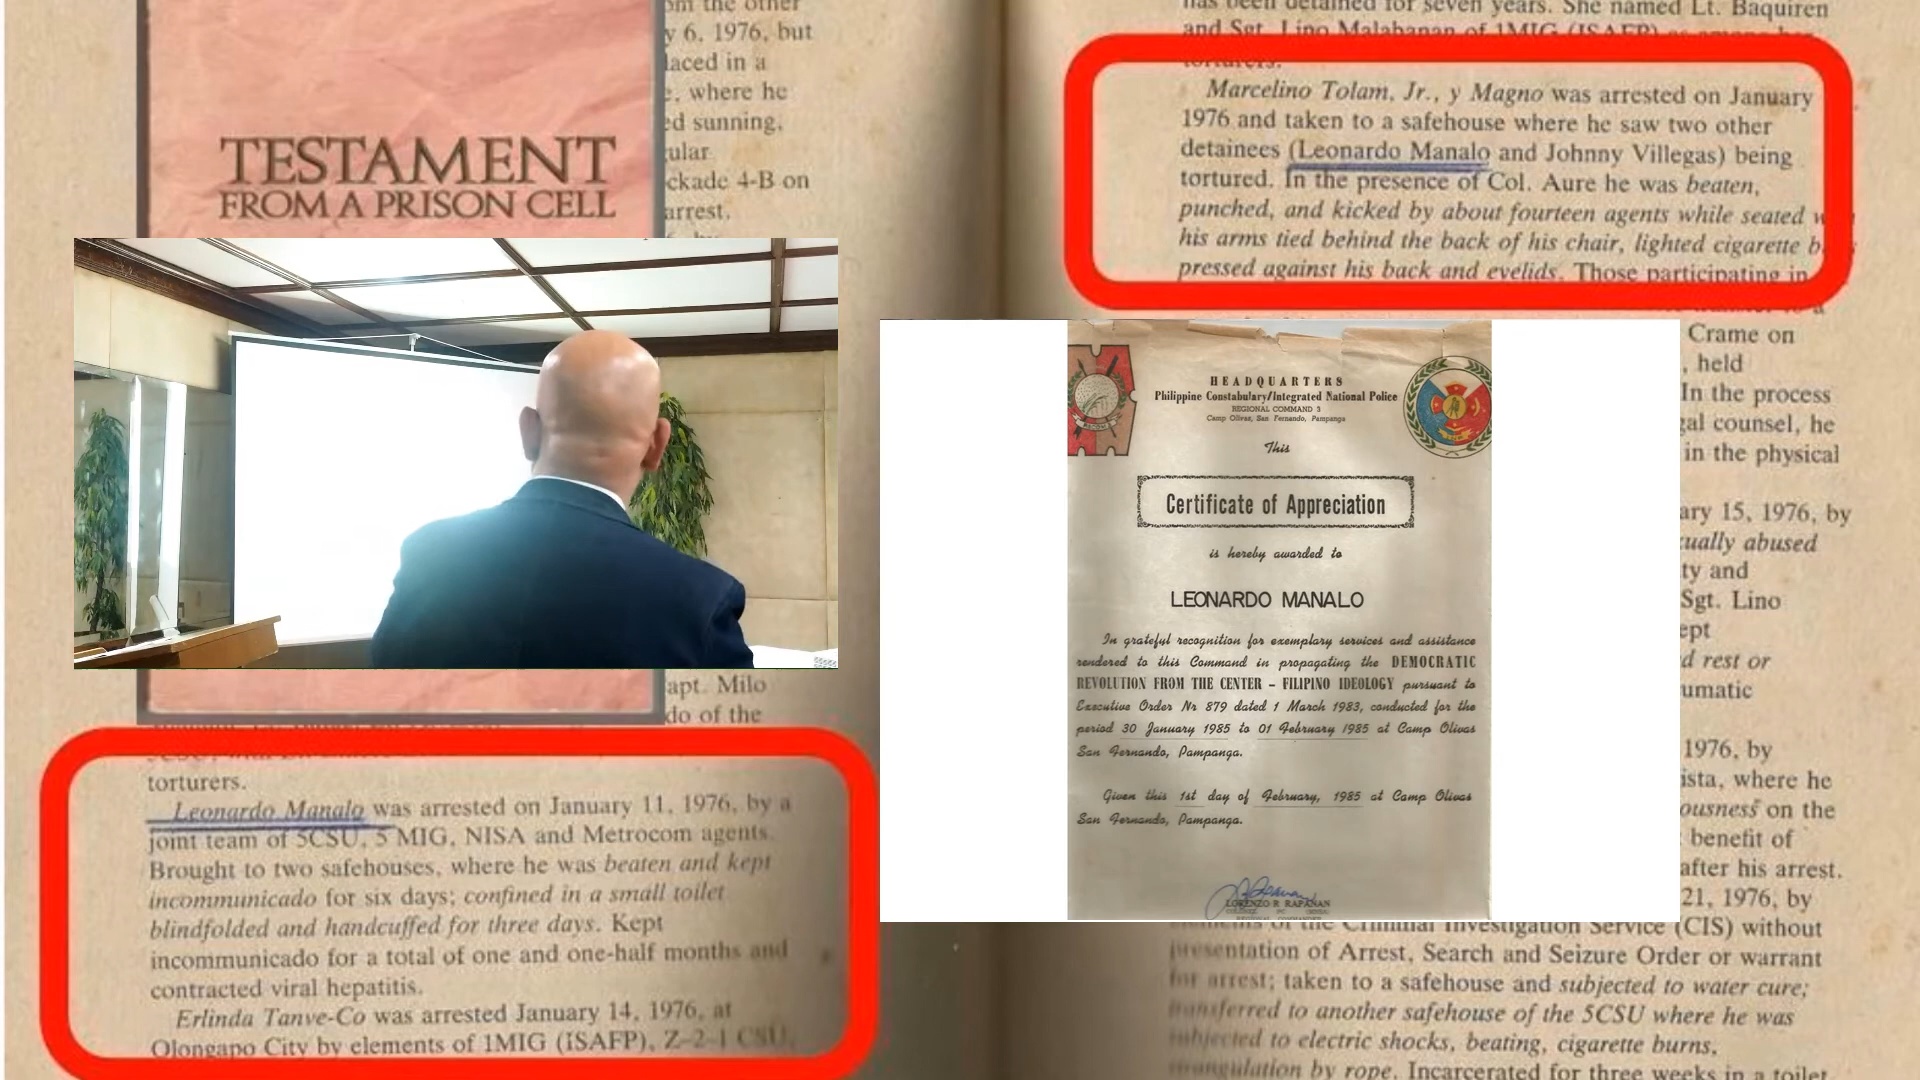 om the other
y 6, 1976, but
laced in a
e, where he
ed sunning,
ular
ckade 4-B on
arrest.
TESTAMENT
FROM A PRISON CELL
apt. Milo
do of the
torturers.
Leonardo Manalo was arrested on January 11, 1976, by a
joint team of 5CSU, 5 MIG, NISA and Metrocom agents.
Brought to two safehouses, where he was beaten and kept
incommunicado for six days; confined in a small toilet
blindfolded and handcuffed for three days. Kept
incommunicado for a total of one and one-half months and
contracted viral hepatitis.
Erlinda Tanve-Co was arrested January 14, 1976, at
Olongapo City by elements of 1MIG (ISAFP), Z-2-1 CSU,
has been detained for seven years. She named Lt. Baquiren
and Sgt. Lino Malabanan of 1MIG (ISAFP) as among her
torturers.
Marcelino Tolam, Jr., y Magno was arrested on January
1976 and taken to a safehouse where he saw two other
detainees (Leonardo Manalo and Johnny Villegas) being
tortured. In the presence of Col. Aure he was beaten,
punched, and kicked by about fourteen agents while seated w
his arms tied behind the back of his chair, lighted cigarette b
pressed against his back and eyelids. Those participating in
HEADQUARTERS
Philippine Constabulary/Integrated National Police
REGIONAL COMMAND 3
Camp Olivas, San Fernando, Pampanga
This
Certificate of Appreciation
is hereby awarded to
LEONARDO MANALO
In grateful recognition for exemplary services and assistance
rendered to this Command in propagating the DEMOCRATIC
REVOLUTION FROM THE CENTER – FILIPINO IDEOLOGY pursuant to
Executive Order Nr 879 dated 1 March 1983, conducted for the
period 30 January 1985 to 01 February 1985 at Camp Olivas
San Fernando, Pampanga.
Given this 1st day of February, 1985 at Camp Olivas
San Fernando, Pampanga.
LORENZO R RAPANAN
Crame on
, held
In the process
gal counsel, he
in the physical
ary 15, 1976, by
xually abused
ty and
Sgt. Lino
ept
d rest or
umatic
1976, by
ista, where he
ousness on the
benefit of
after his arrest.
21, 1976, by
elements of the Criminal Investigation Service (CIS) without
presentation of Arrest, Search and Seizure Order or warrant
for arrest; taken to a safehouse and subjected to water cure;
transferred to another safehouse of the 5CSU where he was
subjected to electric shocks, beating, cigarette burns,
strangulation by rope. Incarcerated for three weeks in a toilet